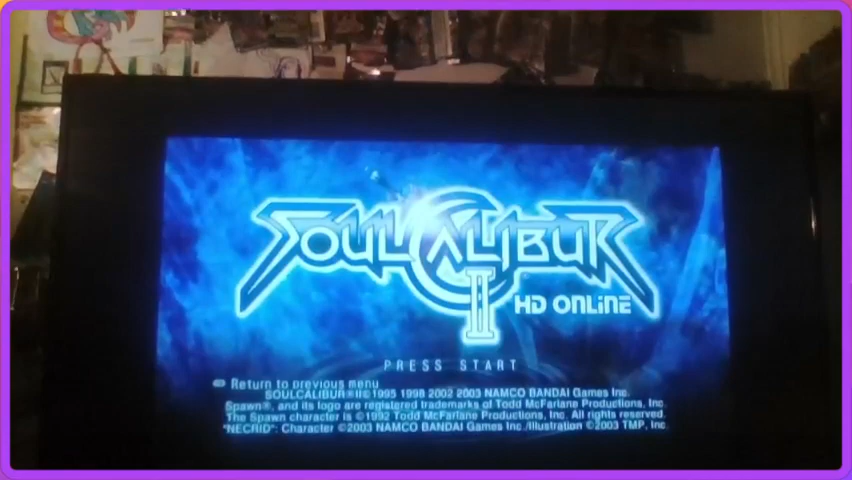 SOULCALIBUR
II
HD ONLINE
PRESS START
Return to previous menu
SOULCALIBUR®II©1995 1998 2002 2003 NAMCO BANDAI Games Inc.
Spawn®, and its logo are registered trademarks of Todd McFarlane Productions, Inc.
The Spawn character is ©1992 Todd McFarlane Productions, Inc. All rights reserved.
"NECRID": Character ©2003 NAMCO BANDAI Games Inc./Illustration ©2003 TMP, Inc.